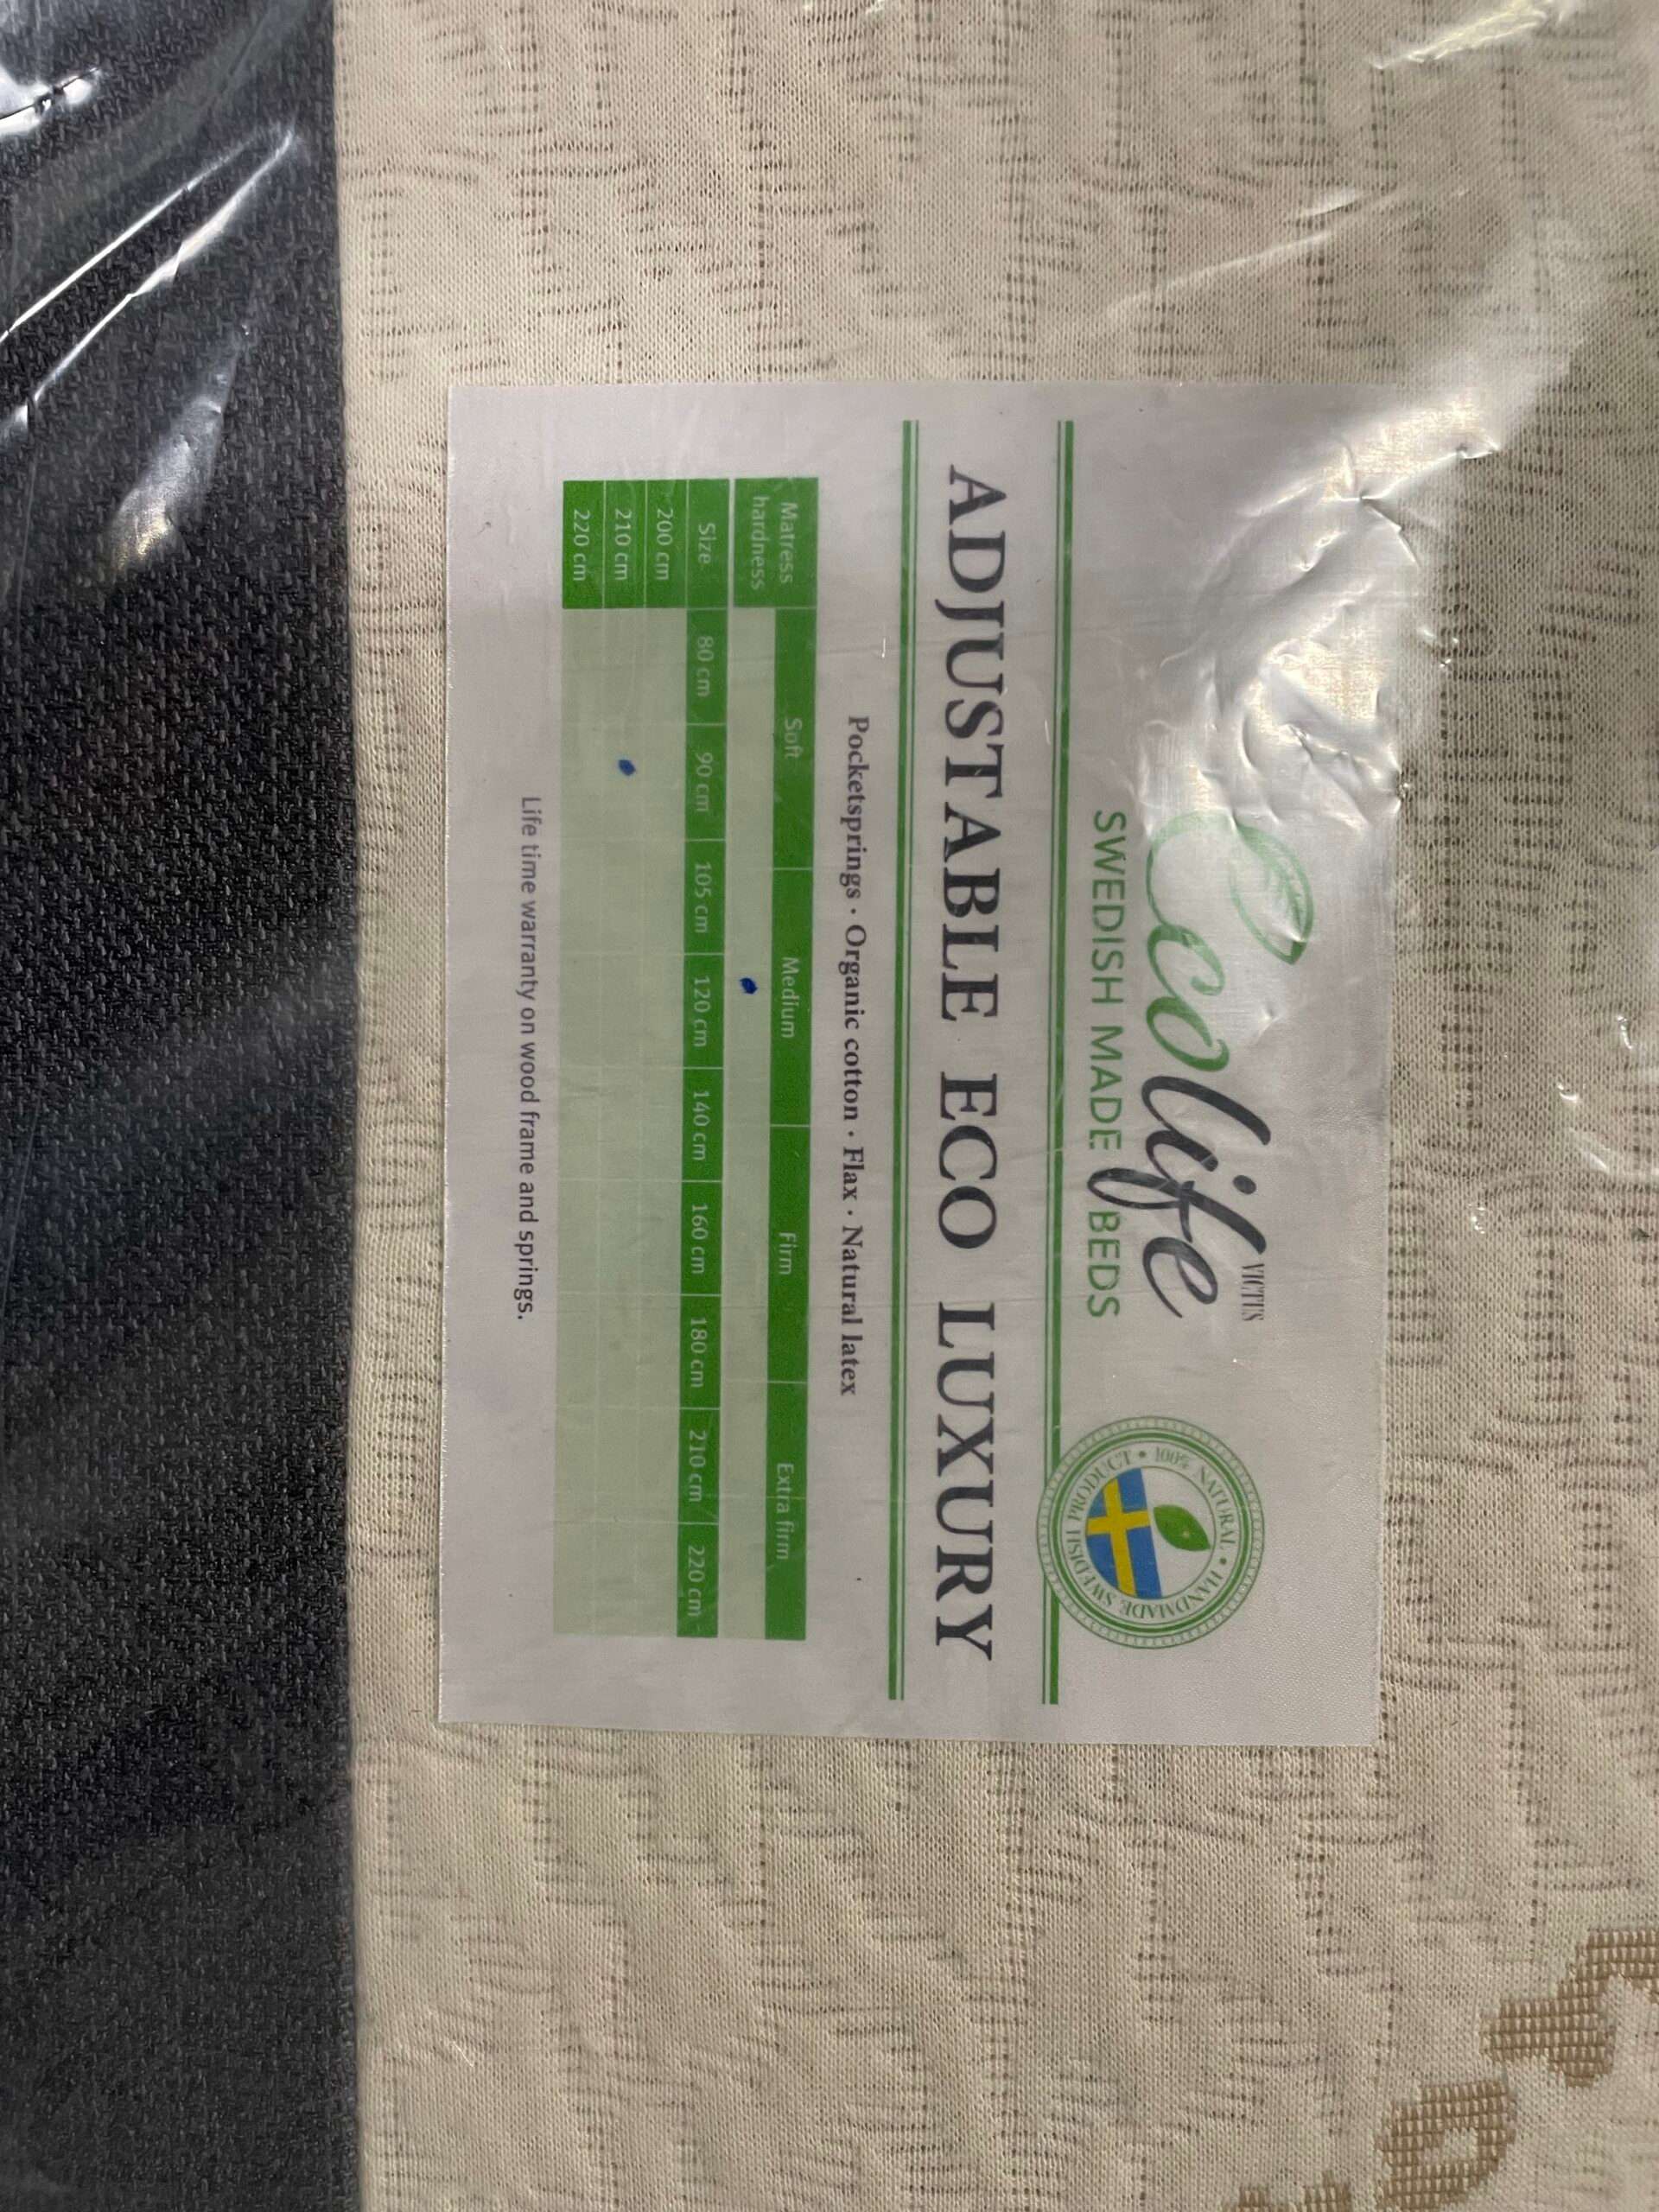 Ecolife
VICTUS
SWEDISH MADE BEDS
100% NATURAL • HANDMADE SWEDISH PRODUCT •
ADJUSTABLE ECO LUXURY
Pocketsprings • Organic cotton • Flax • Natural latex
Matress hardness Soft Medium Firm Extra firm
Size 80 cm 90 cm 105 cm 120 cm 140 cm 160 cm 180 cm 210 cm 220 cm
200 cm
210 cm
220 cm
Life time warranty on wood frame and springs.